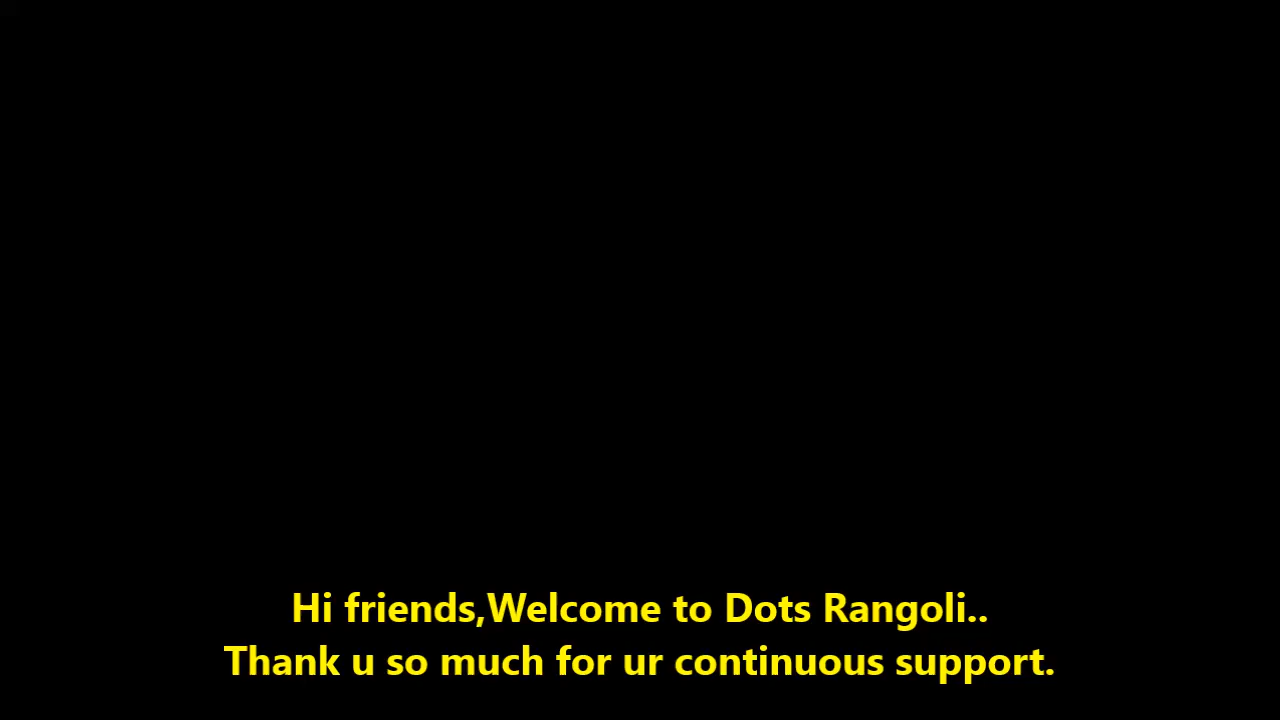 Hi friends,Welcome to Dots Rangoli..
Thank u so much for ur continuous support.